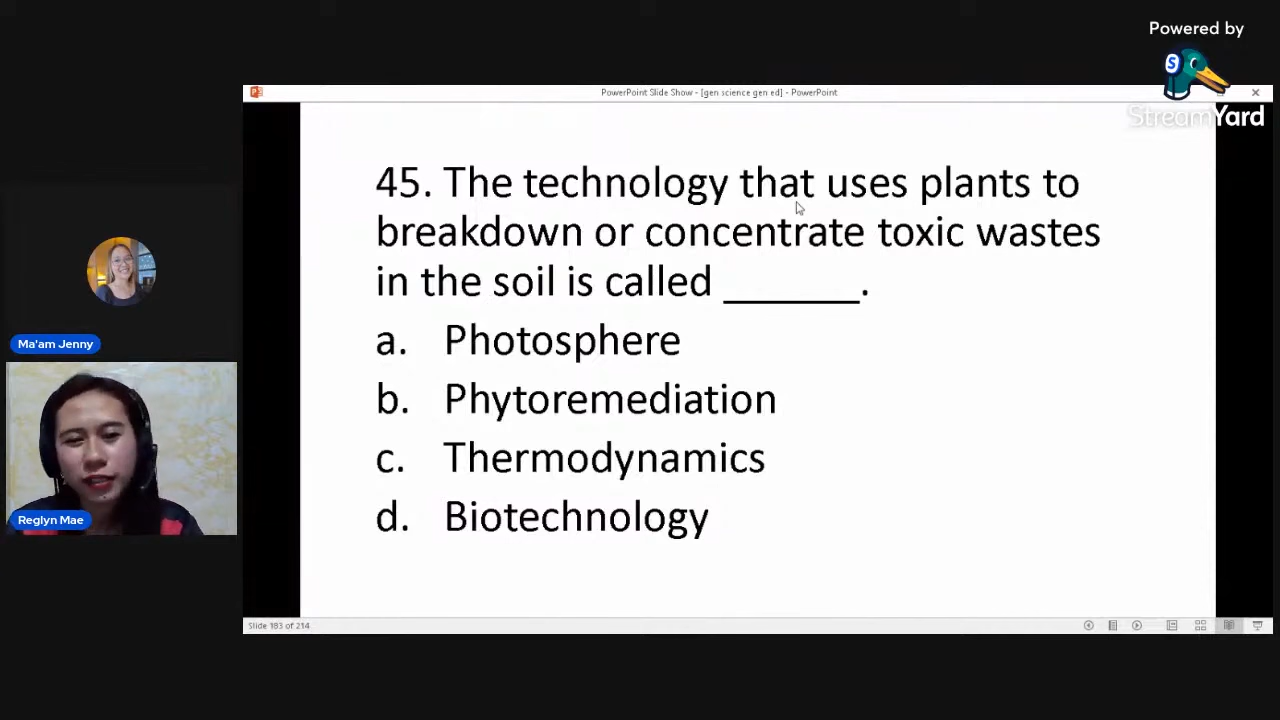 Powered by
StreamYard
PowerPoint Slide Show - [gen science gen ed] - PowerPoint
45. The technology that uses plants to
breakdown or concentrate toxic wastes
in the soil is called _______.
a. Photosphere
b. Phytoremediation
c. Thermodynamics
d. Biotechnology
Ma'am Jenny
Reglyn Mae
Slide 183 of 214